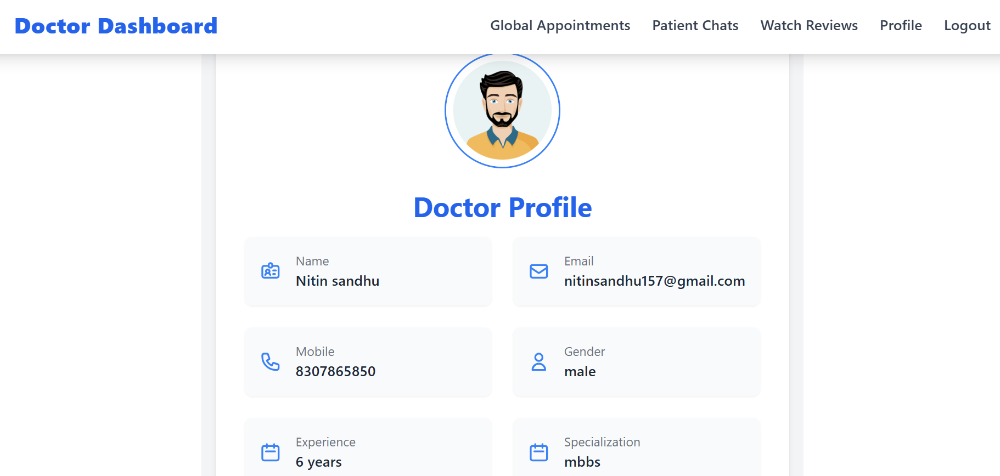 Doctor Dashboard
Global Appointments
Patient Chats
Watch Reviews
Profile
Logout
Doctor Profile
Name
Nitin sandhu
Email
nitinsandhu157@gmail.com
Mobile
8307865850
Gender
male
Experience
6 years
Specialization
mbbs